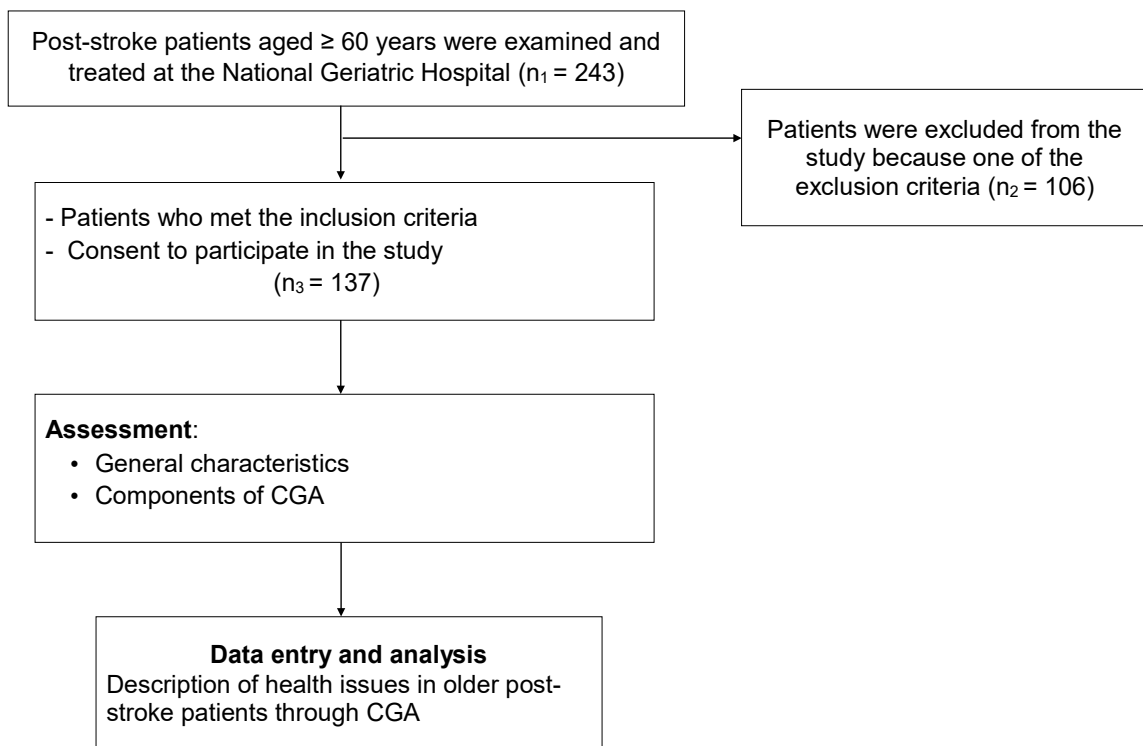 Post-stroke patients aged ≥ 60 years were examined and
treated at the National Geriatric Hospital (n₁ = 243)
Patients were excluded from the
study because one of the
exclusion criteria (n₂ = 106)
- Patients who met the inclusion criteria
- Consent to participate in the study
(n₃ = 137)
Assessment:
• General characteristics
• Components of CGA
Data entry and analysis
Description of health issues in older post-
stroke patients through CGA